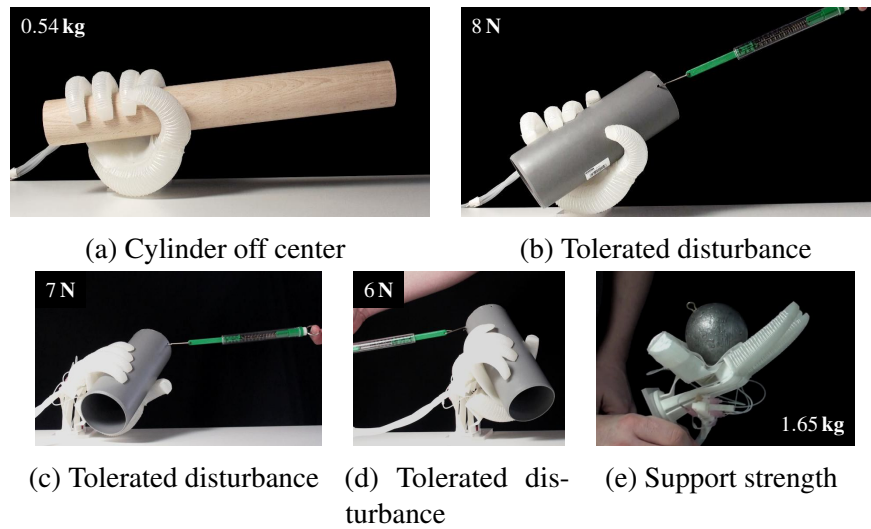 0.54 kg
8 N
(a) Cylinder off center
(b) Tolerated disturbance
7 N
6 N
1.65 kg
(c) Tolerated disturbance
(d) Tolerated dis-
turbance
(e) Support strength